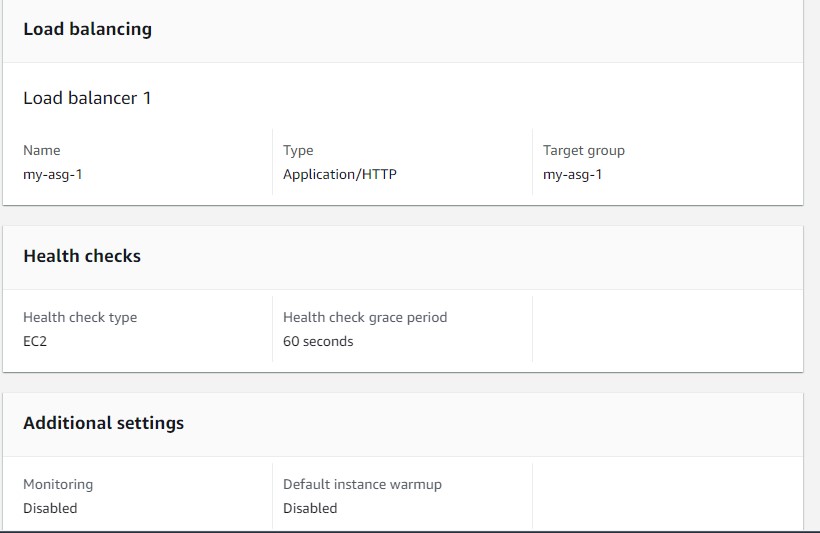 Load balancing
Load balancer 1
Name
Type
Target group
my-asg-1
Application/HTTP
my-asg-1
Health checks
Health check type
Health check grace period
EC2
60 seconds
Additional settings
Monitoring
Default instance warmup
Disabled
Disabled